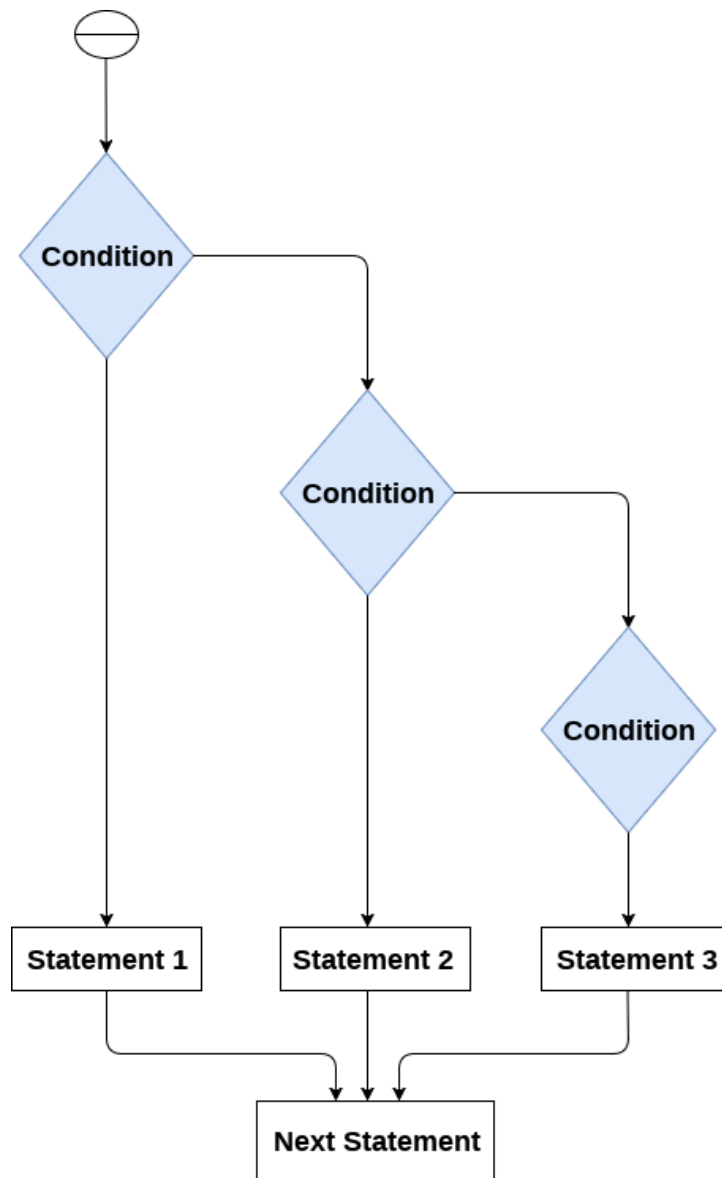 Condition
Condition
Condition
Statement 1
Statement 2
Statement 3
Next Statement